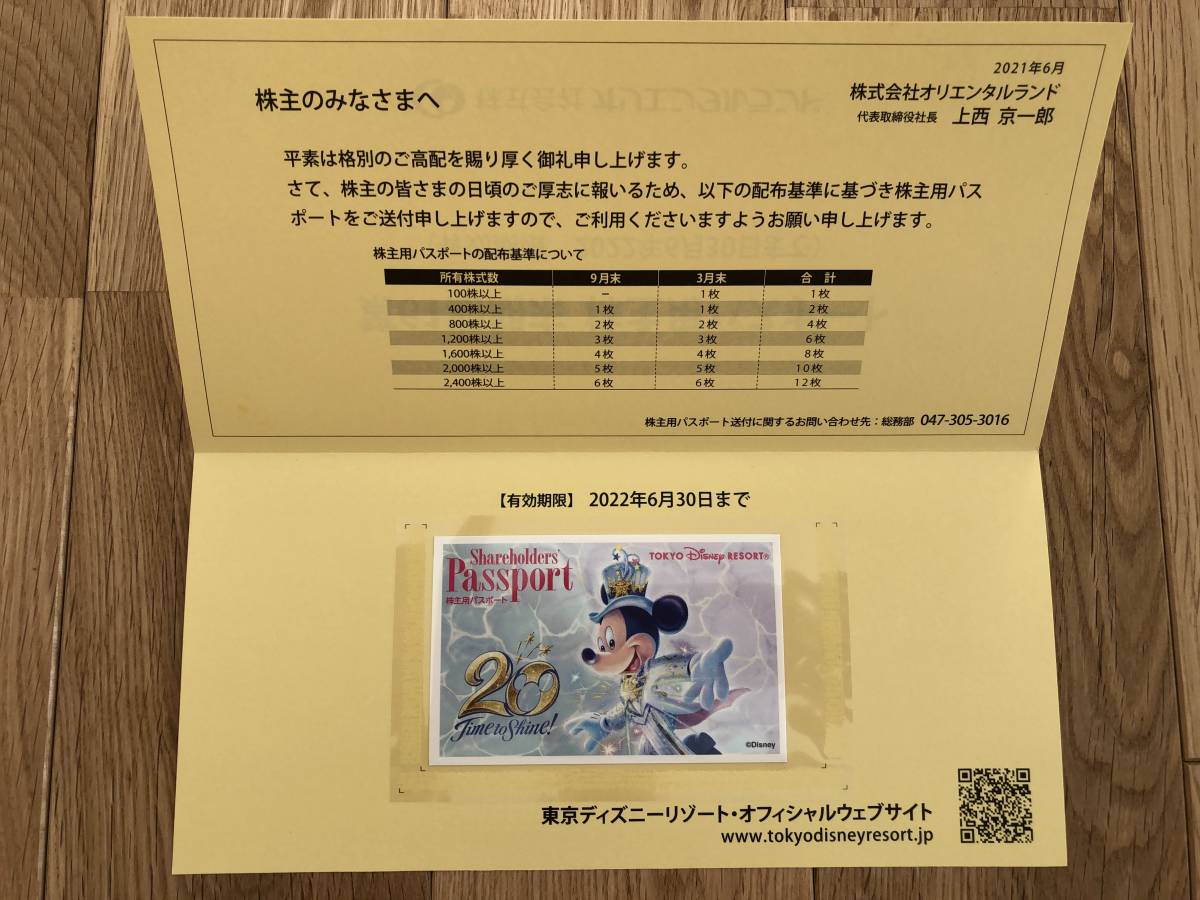 2021年6月
株主のみなさまへ
株式会社オリエンタルランド
代表取締役社長 上西 京一郎
平素は格別のご高配を賜り厚く御礼申し上げます。
さて、株主の皆さまの日頃のご厚志に報いるため、以下の配布基準に基づき株主用パス
ポートをご送付申し上げますので、ご利用くださいますようお願い申し上げます。
株主用パスポートの配布基準について
所有株式数 9月末 3月末 合 計
100株以上 − 1枚 1枚
400株以上 1枚 1枚 2枚
800株以上 2枚 2枚 4枚
1,200株以上 3枚 3枚 6枚
1,600株以上 4枚 4枚 8枚
2,000株以上 5枚 5枚 10枚
2,400株以上 6枚 6枚 12枚
株主用パスポート送付に関するお問い合わせ先：総務部 047-305-3016
【有効期限】 2022年6月30日まで
Shareholders'
Passport
株主用パスポート
TOKYO Disney RESORT®
20
Time to Shine!
©Disney
東京ディズニーリゾート・オフィシャルウェブサイト
www.tokyodisneyresort.jp